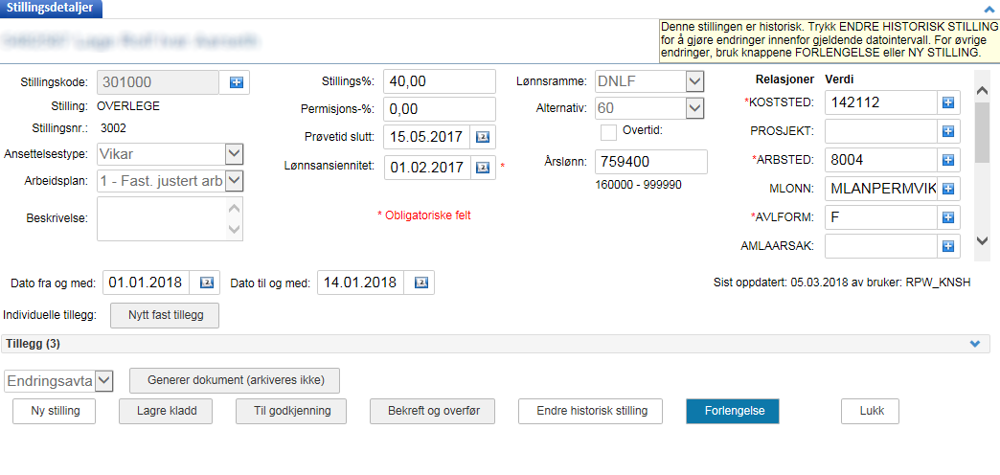 Stillingsdetaljer
Denne stillingen er historisk. Trykk ENDRE HISTORISK STILLING
for å gjøre endringer innenfor gjeldende datointervall. For øvrige
endringer, bruk knappene FORLENGELSE eller NY STILLING.
Stillingskode: 301000
Stilling: OVERLEGE
Stillingsnr.: 3002
Ansettelsestype: Vikar
Arbeidsplan: 1 - Fast. justert arb
Beskrivelse:
Stillings%: 40,00
Permisjons-%: 0,00
Prøvetid slutt: 15.05.2017
Lønnsansiennitet: 01.02.2017 *
* Obligatoriske felt
Lønnsramme: DNLF
Alternativ: 60
Overtid:
Årslønn: 759400
160000 - 999990
Relasjoner Verdi
*KOSTSTED: 142112
PROSJEKT:
*ARBSTED: 8004
MLONN: MLANPERMVIK
*AVLFORM: F
AMLAARSAK:
Dato fra og med: 01.01.2018 Dato til og med: 14.01.2018
Sist oppdatert: 05.03.2018 av bruker: RPW_KNSH
Individuelle tillegg: Nytt fast tillegg
Tillegg (3)
Endringsavta Generer dokument (arkiveres ikke)
Ny stilling Lagre kladd Til godkjenning Bekreft og overfør Endre historisk stilling Forlengelse Lukk